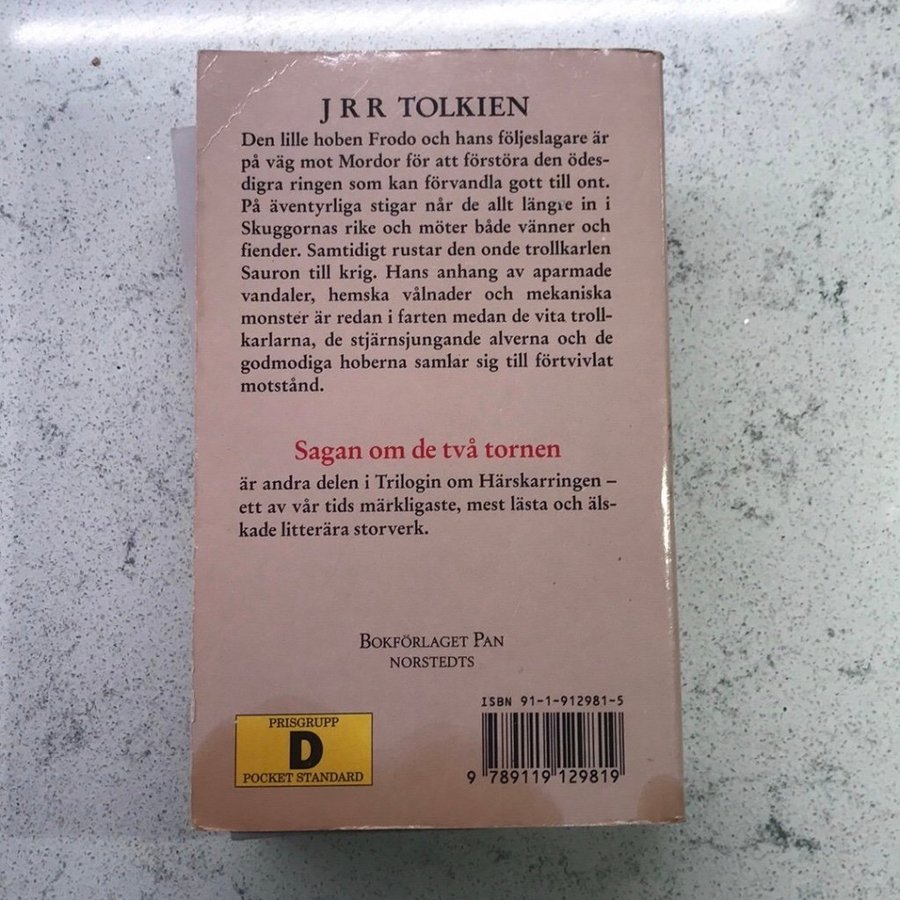 J R R TOLKIEN
Den lille hoben Frodo och hans följeslagare är
på väg mot Mordor för att förstöra den ödes-
digra ringen som kan förvandla gott till ont.
På äventyrliga stigar når de allt längre in i
Skuggornas rike och möter både vänner och
fiender. Samtidigt rustar den onde trollkarlen
Sauron till krig. Hans anhang av aparmade
vandaler, hemska vålnader och mekaniska
monster är redan i farten medan de vita troll-
karlarna, de stjärnsjungande alverna och de
godmodiga hoberna samlar sig till förtvivlat
motstånd.
Sagan om de två tornen
är andra delen i Trilogin om Härskarringen –
ett av vår tids märkligaste, mest lästa och äls-
kade litterära storverk.
BOKFÖRLAGET PAN
NORSTEDTS
ISBN 91-1-912981-5
9 789119 129819
PRISGRUPP
D
POCKET STANDARD